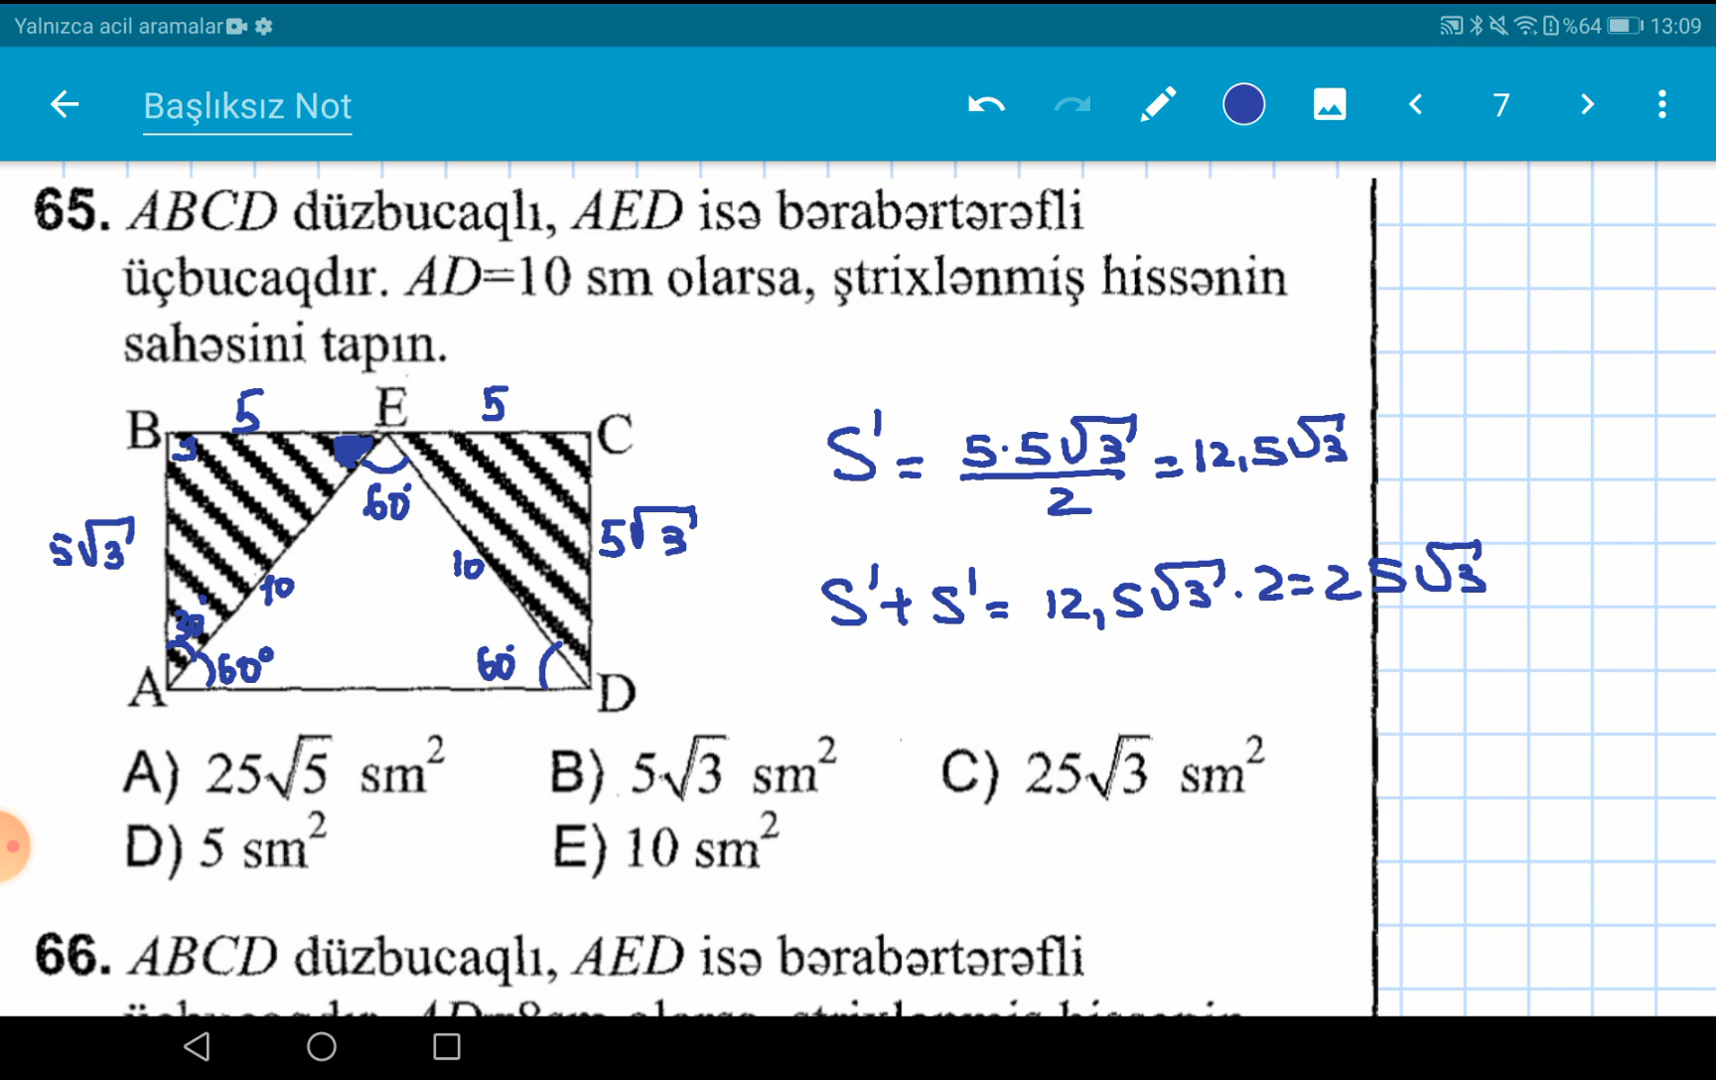 Yalnızca acil aramalar %64 13:09
Başlıksız Not 7
65. ABCD düzbucaqlı, AED isə bərabərtərəfli
üçbucaqdır. AD=10 sm olarsa, ştrixlənmiş hissənin
sahəsini tapın.
5 E 5
B C
60°
5√3 5√3
10 10
30°
60° 60°
A D
S' = 5·5√3 / 2 = 12,5√3
S' + S' = 12,5√3 · 2 = 25√3
A) 25√5 sm² B) 5√3 sm² C) 25√3 sm²
D) 5 sm² E) 10 sm²
66. ABCD düzbucaqlı, AED isə bərabərtərəfli